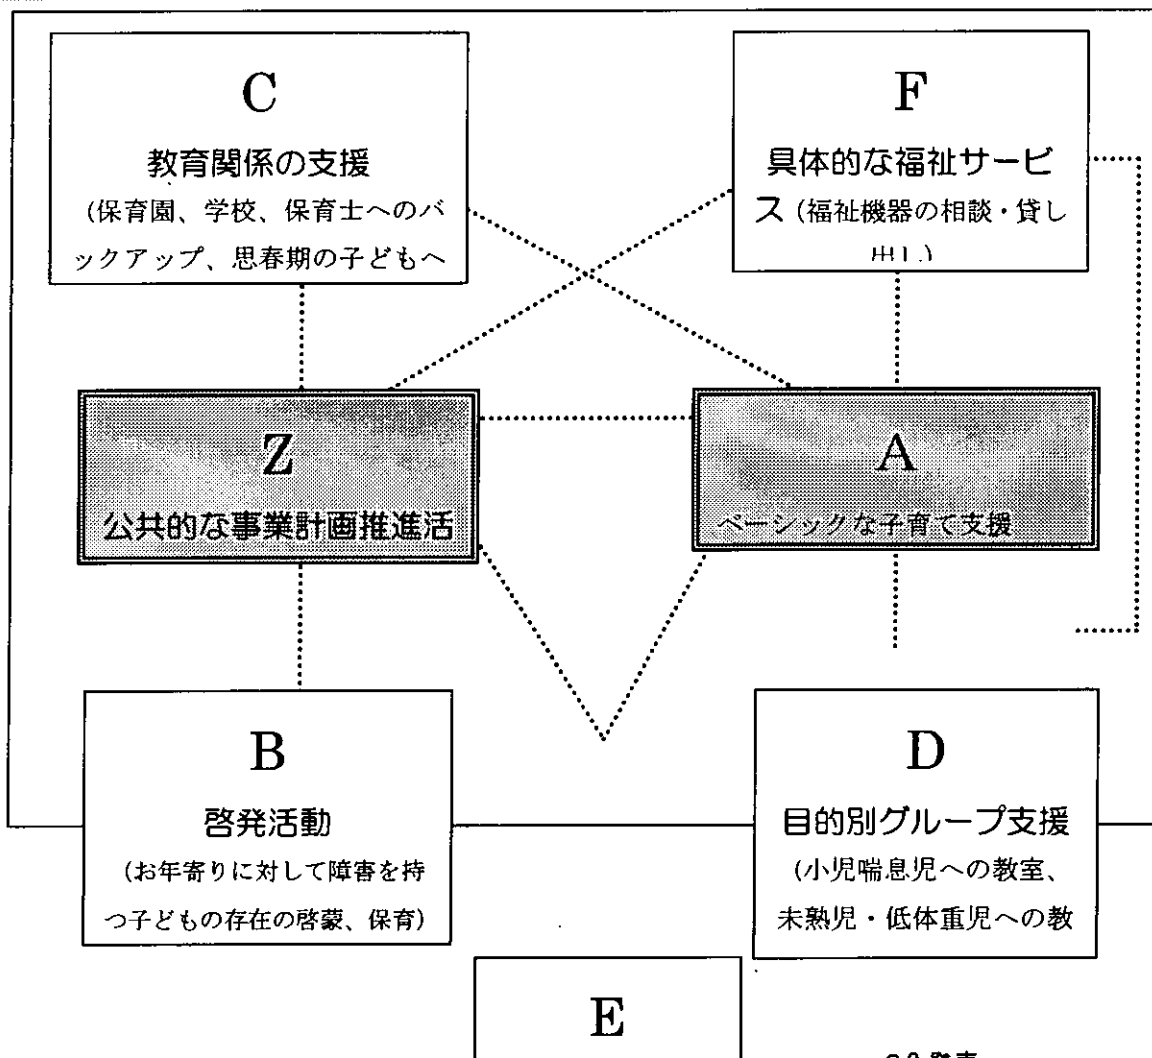 C
教育関係の支援
(保育園、学校、保育士へのバ
ックアップ、思春期の子どもへ
F
具体的な福祉サービ
ス (福祉機器の相談・貸し
出し)
Z
公共的な事業計画推進活
A
ベーシックな子育て支援
B
啓発活動
(お年寄りに対して障害を持
つ子どもの存在の啓蒙、保育)
D
目的別グループ支援
(小児喘息児への教室、
未熟児・低体重児への教
E